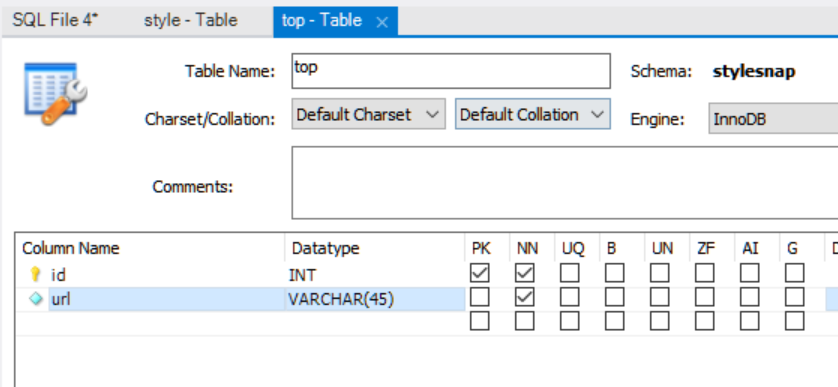 SQL File 4* style - Table top - Table ×
Table Name: top Schema: stylesnap
Charset/Collation: Default Charset Default Collation Engine: InnoDB
Comments:
Column Name Datatype PK NN UQ B UN ZF AI G D
id INT
url VARCHAR(45)